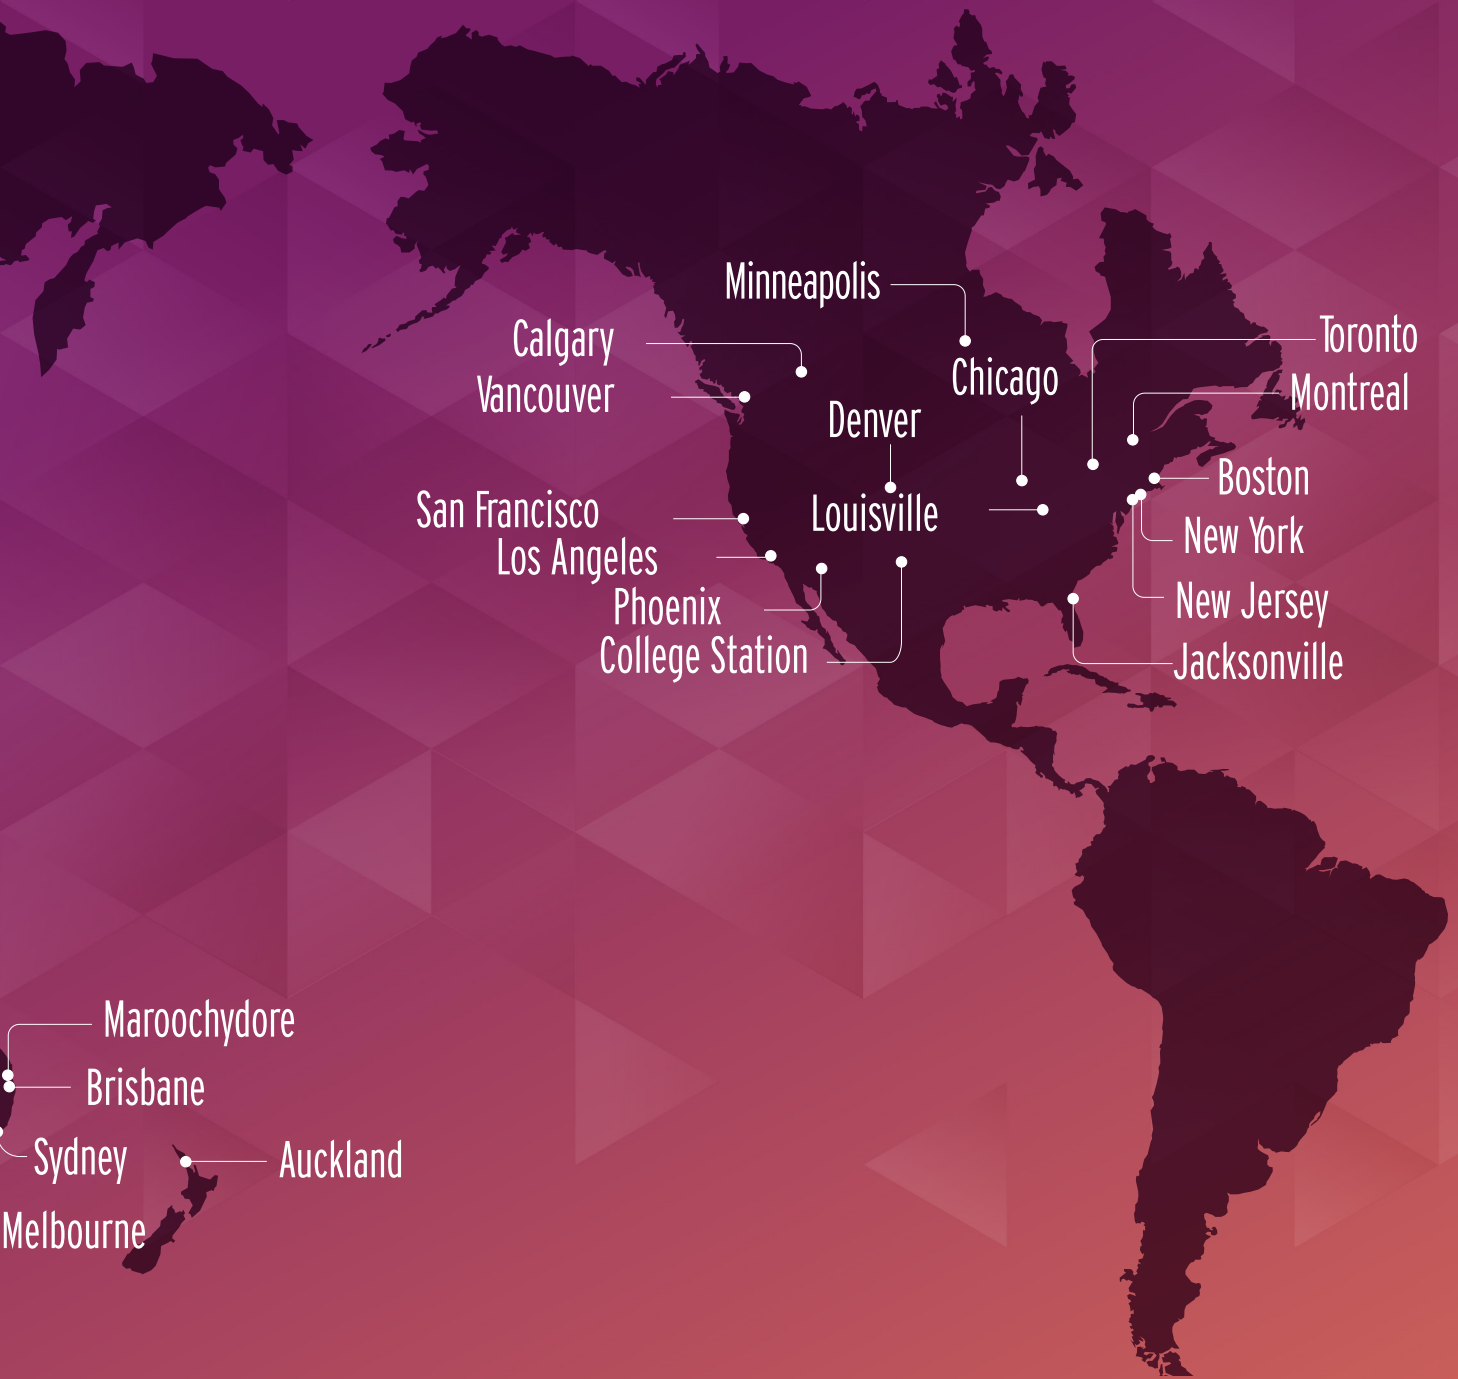 Minneapolis
Calgary
Toronto
Vancouver
Chicago
Montreal
Denver
Boston
San Francisco
Louisville
New York
Los Angeles
Phoenix
New Jersey
College Station
Jacksonville
Maroochydore
Brisbane
Sydney
Auckland
Melbourne